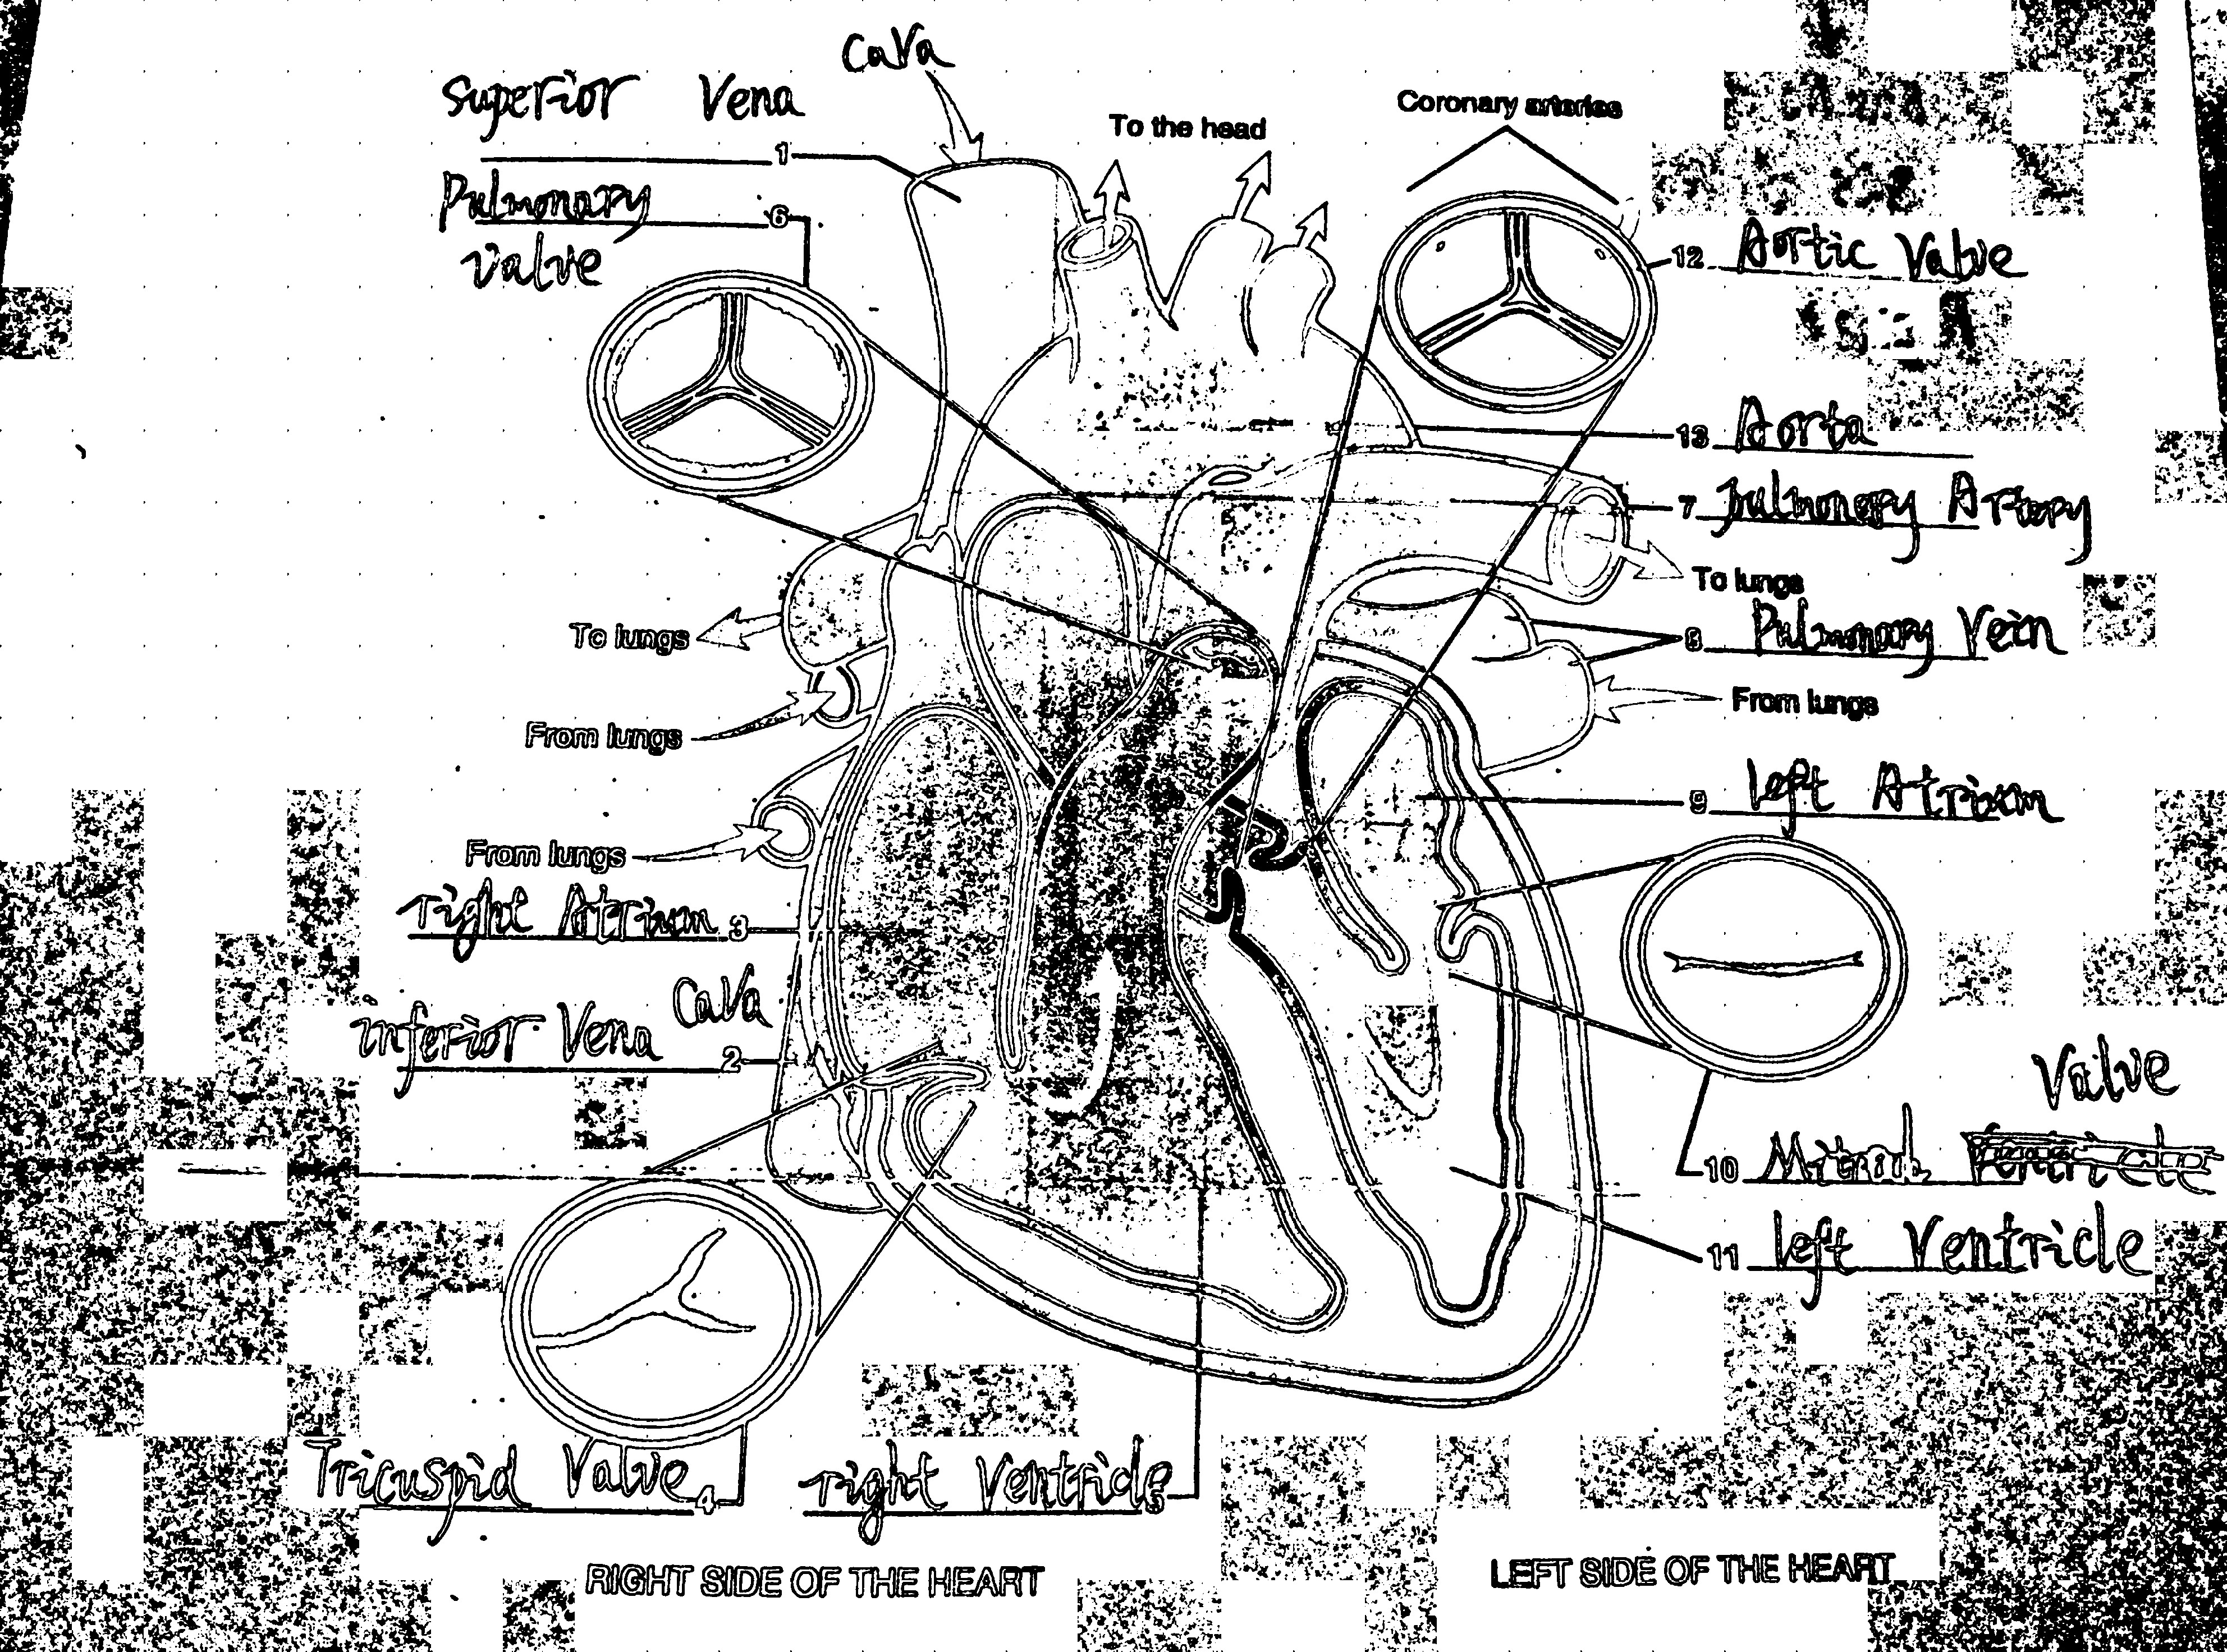 Cava
Superior Vena
1
To the head
Coronary arteries
Pulmonary
6
Valve
12 Aortic Valve
13 Aorta
7 pulmonary Artery
To lungs
To lungs
8 Pulmonary Vein
From lungs
From lungs
9 left Atrium
From lungs
right Atrium 3
Cava
inferior Vena
2
Valve
10
11 left Ventricle
Tricuspid Valve 4
right Ventricle 5
RIGHT SIDE OF THE HEART
LEFT SIDE OF THE HEART